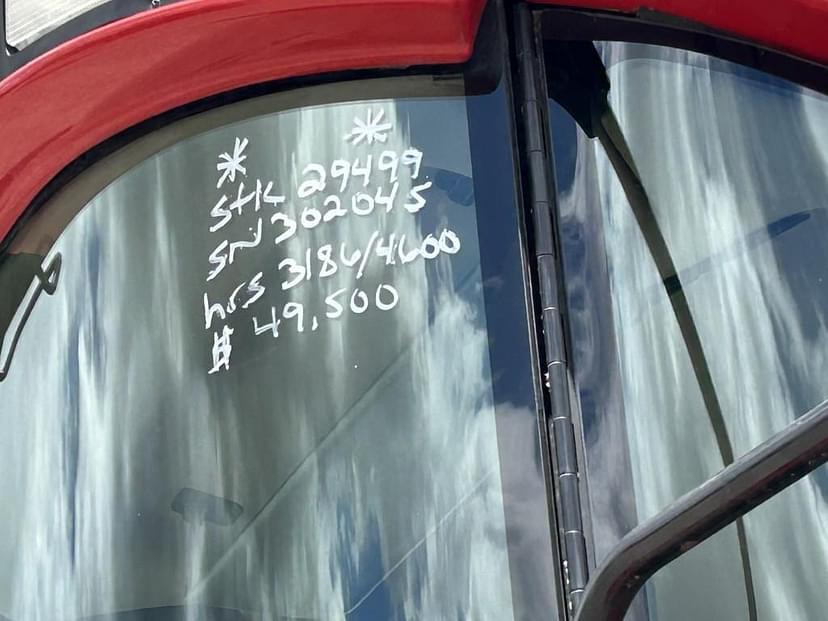 * *
Stk 29499
SN 302045
hrs 3186/4600
$ 49,500